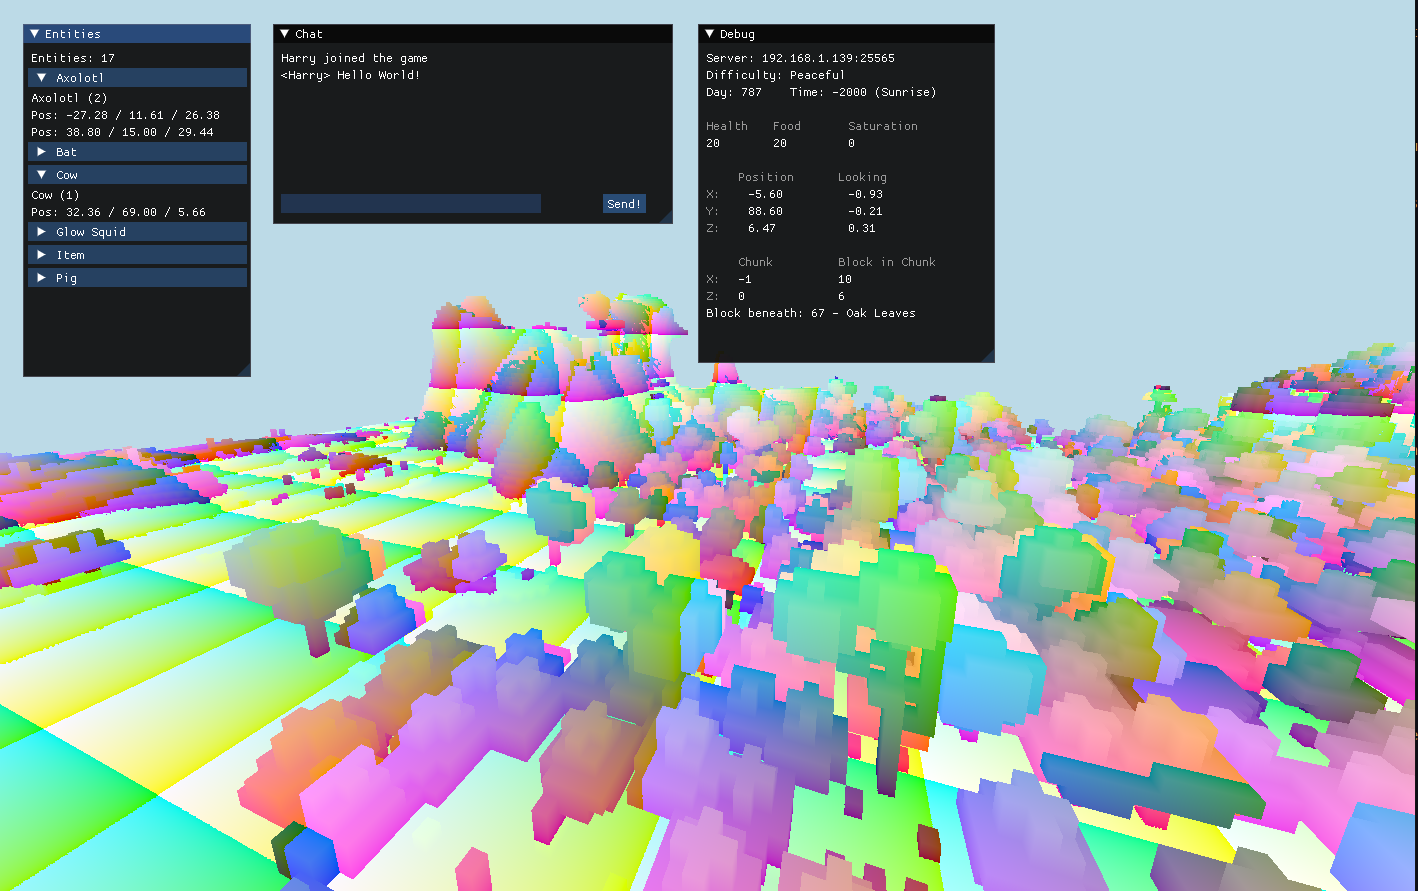 Entities
Entities: 17
Axolotl
Axolotl (2)
Pos: -27.28 / 11.61 / 26.38
Pos: 38.80 / 15.00 / 29.44
Bat
Cow
Cow (1)
Pos: 32.36 / 69.00 / 5.66
Glow Squid
Item
Pig
Chat
Harry joined the game
<Harry> Hello World!
Send!
Debug
Server: 192.168.1.139:25565
Difficulty: Peaceful
Day: 787 Time: -2000 (Sunrise)
Health Food Saturation
20 20 0
Position Looking
X: -5.60 -0.93
Y: 88.60 -0.21
Z: 6.47 0.31
Chunk Block in Chunk
X: -1 10
Z: 0 6
Block beneath: 67 - Oak Leaves